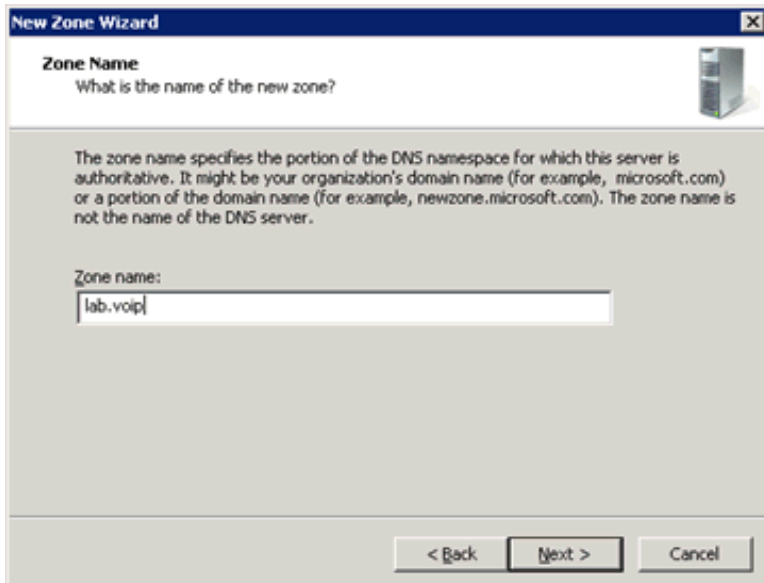 New Zone Wizard
Zone Name
What is the name of the new zone?
The zone name specifies the portion of the DNS namespace for which this server is
authoritative. It might be your organization's domain name (for example, microsoft.com)
or a portion of the domain name (for example, newzone.microsoft.com). The zone name is
not the name of the DNS server.
Zone name:
lab.voip
< Back
Next >
Cancel